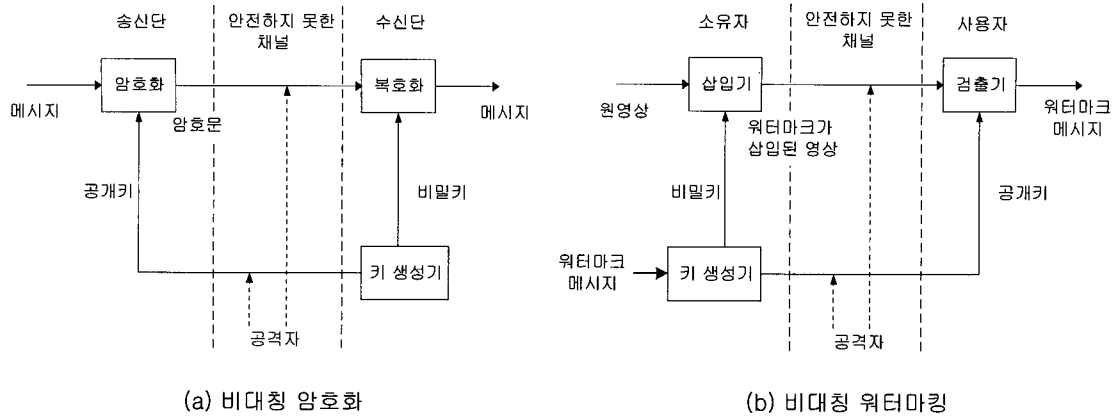 송신단
안전하지 못한
채널
수신단
암호화
복호화
메시지
메시지
암호문
공개키
비밀키
키 생성기
공격자
(a) 비대칭 암호화
소유자
안전하지 못한
채널
사용자
삽입기
검출기
원영상
워터마크
메시지
워터마크가
삽입된 영상
비밀키
공개키
워터마크
메시지
키 생성기
공격자
(b) 비대칭 워터마킹